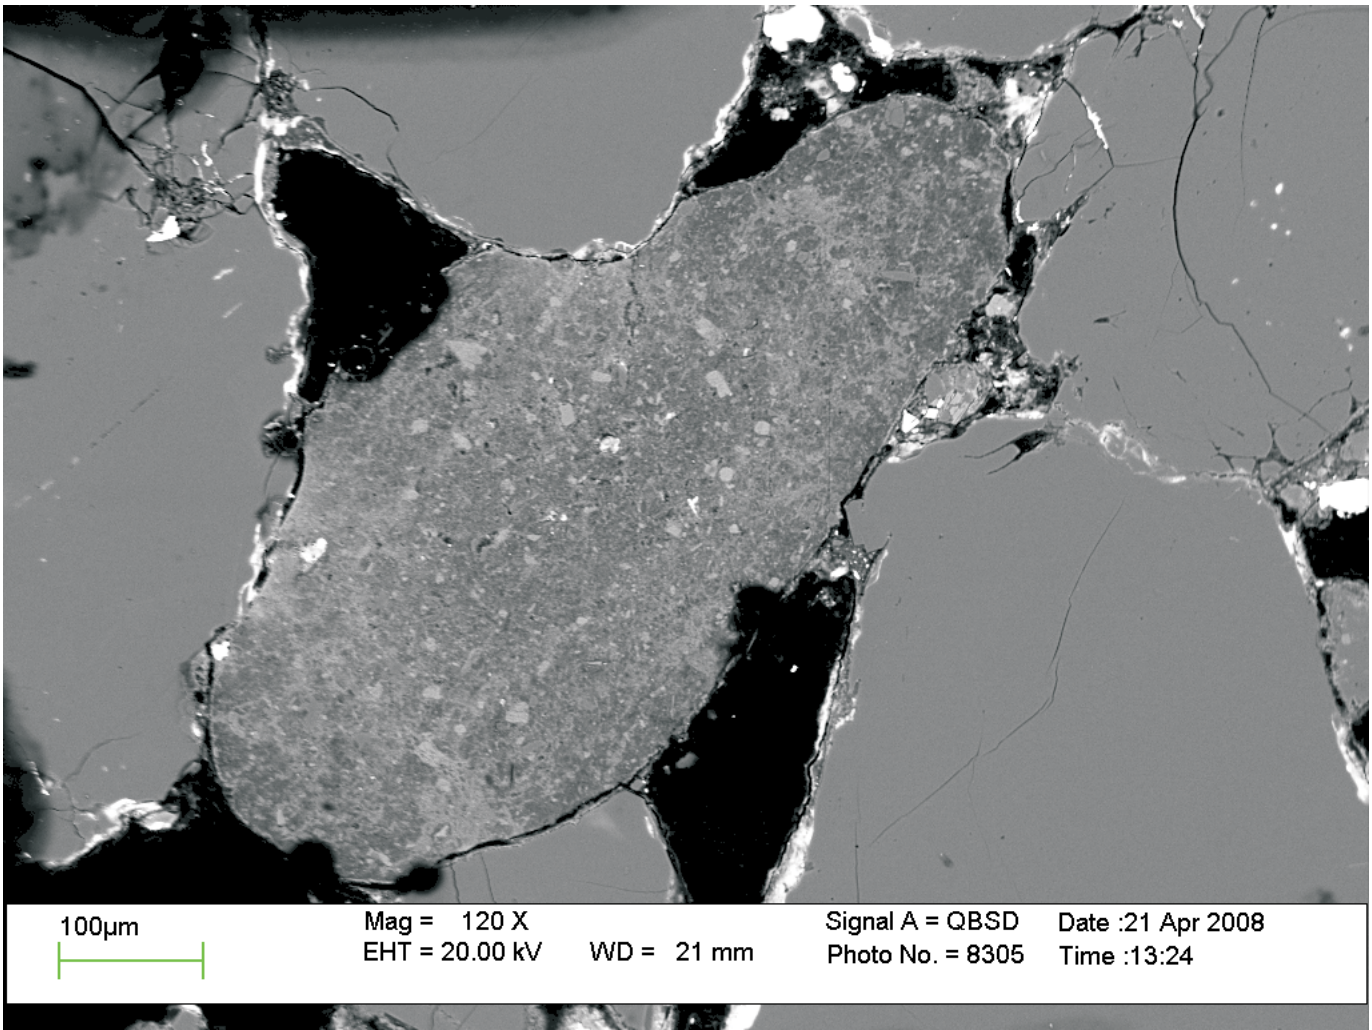 100µm
Mag = 120 X
EHT = 20.00 kV WD = 21 mm
Signal A = QBSD Date :21 Apr 2008
Photo No. = 8305 Time :13:24